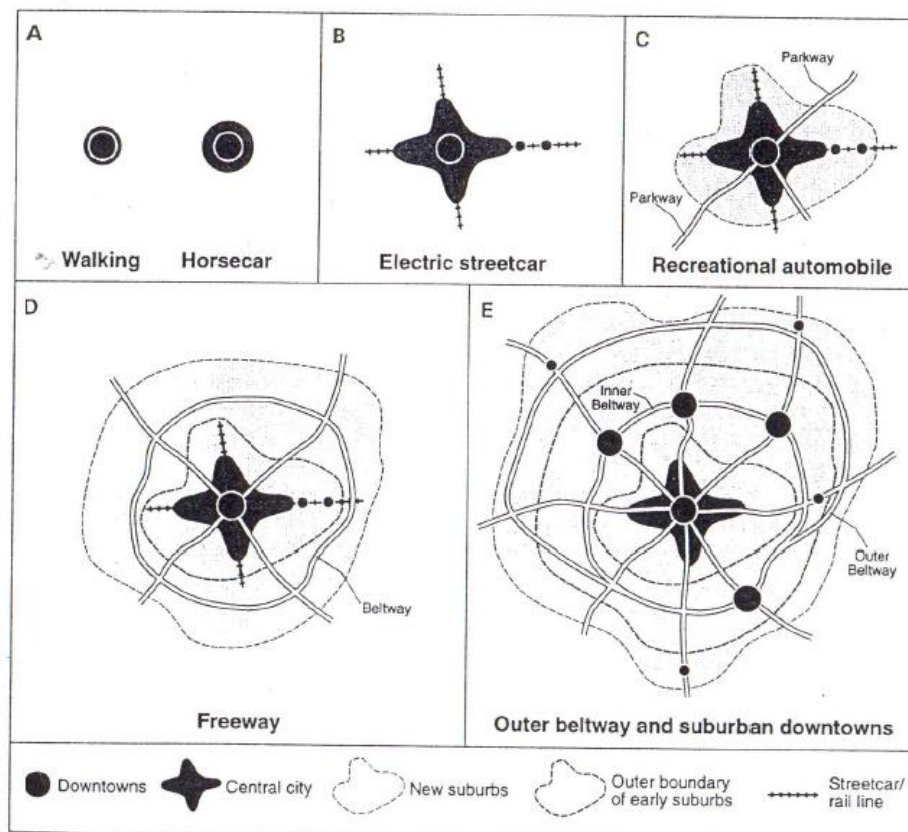 A
Walking
Horsecar
B
Electric streetcar
C
Parkway
Parkway
Recreational automobile
D
Beltway
Freeway
E
Inner
Beltway
Outer
Beltway
Outer beltway and suburban downtowns
Downtowns
Central city
New suburbs
Outer boundary
of early suburbs
Streetcar/
rail line